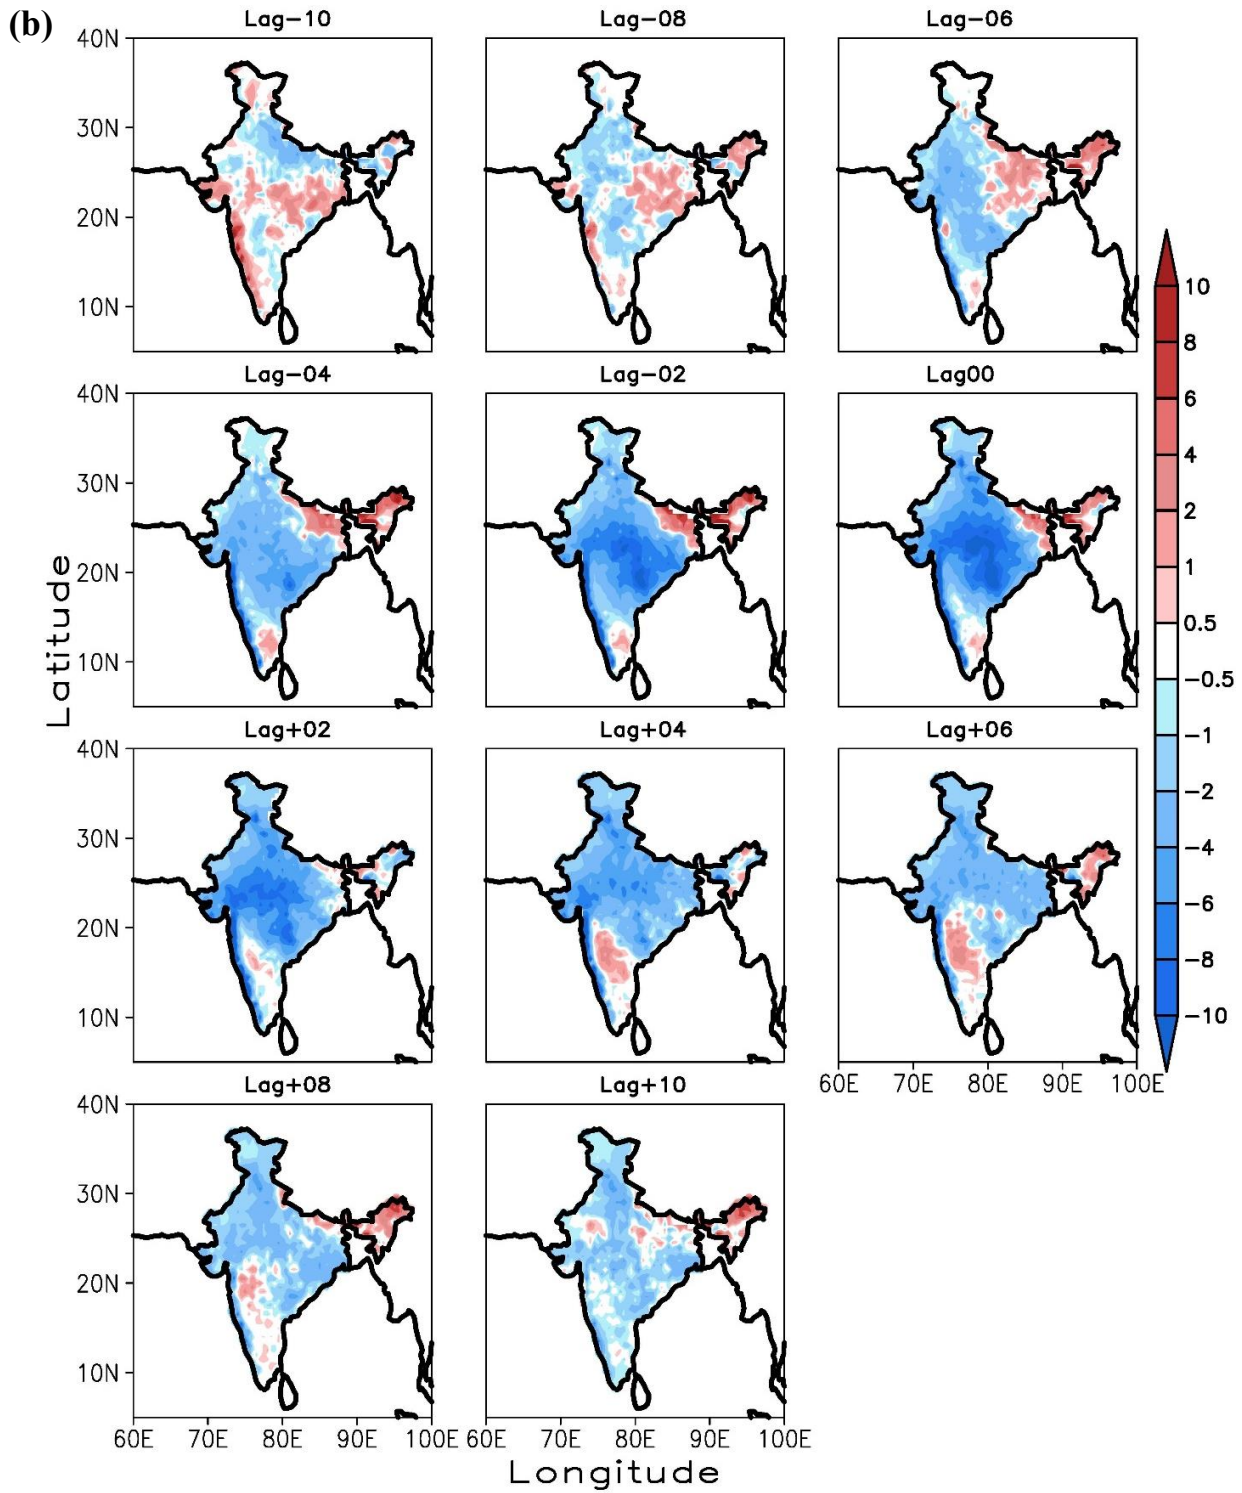 (b)
Lag-10 Lag-08 Lag-06
40N
30N
20N
10N
Lag-04 Lag-02 Lag00
40N
30N
20N
10N
Lag+02 Lag+04 Lag+06
40N
30N
20N
10N
60E 70E 80E 90E 100E
Lag+08 Lag+10
40N
30N
20N
10N
60E 70E 80E 90E 100E 60E 70E 80E 90E 100E
Latitude
Longitude
10
8
6
4
2
1
0.5
-0.5
-1
-2
-4
-6
-8
-10